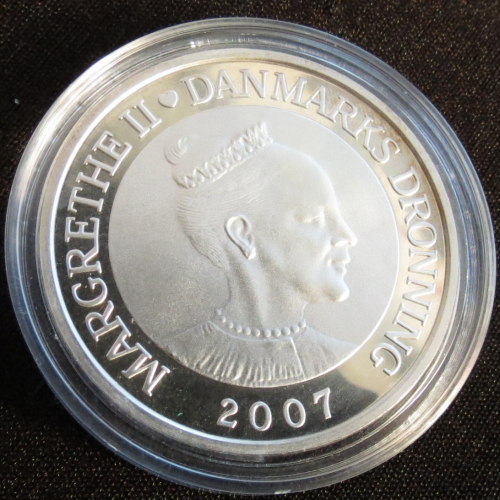 MARGRETHE II ♥ DANMARKS DRONNING
2007